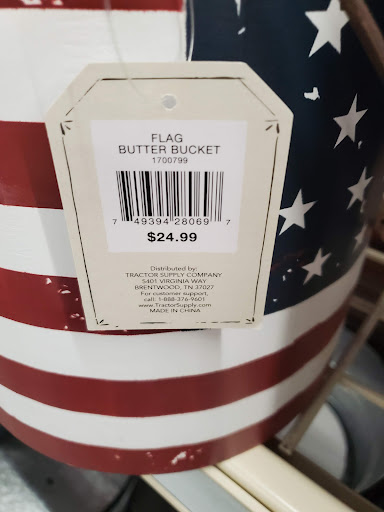 FLAG
BUTTER BUCKET
1700799
7 49394 28069 7
$24.99
Distributed by:
TRACTOR SUPPLY COMPANY
5401 VIRGINIA WAY
BRENTWOOD, TN 37027
For customer support,
call: 1-888-376-9601
www.TractorSupply.com
MADE IN CHINA